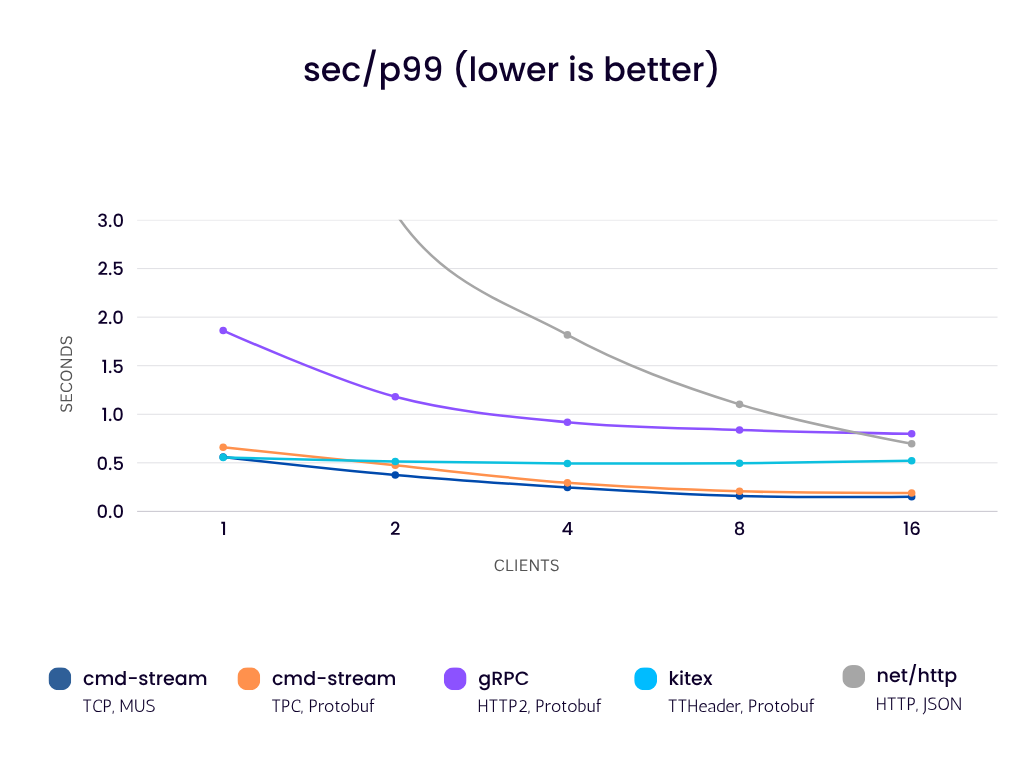 sec/p99 (lower is better)
3.0
2.5
2.0
1.5
1.0
0.5
0.0
SECONDS
1 2 4 8 16
CLIENTS
cmd-stream
TCP, MUS
cmd-stream
TPC, Protobuf
gRPC
HTTP2, Protobuf
kitex
TTHeader, Protobuf
net/http
HTTP, JSON